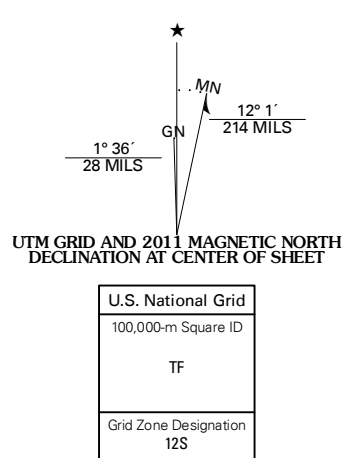 ★
MN
GN
12° 1´
214 MILS
1° 36´
28 MILS
UTM GRID AND 2011 MAGNETIC NORTH
DECLINATION AT CENTER OF SHEET
U.S. National Grid
100,000-m Square ID
TF
Grid Zone Designation
12S